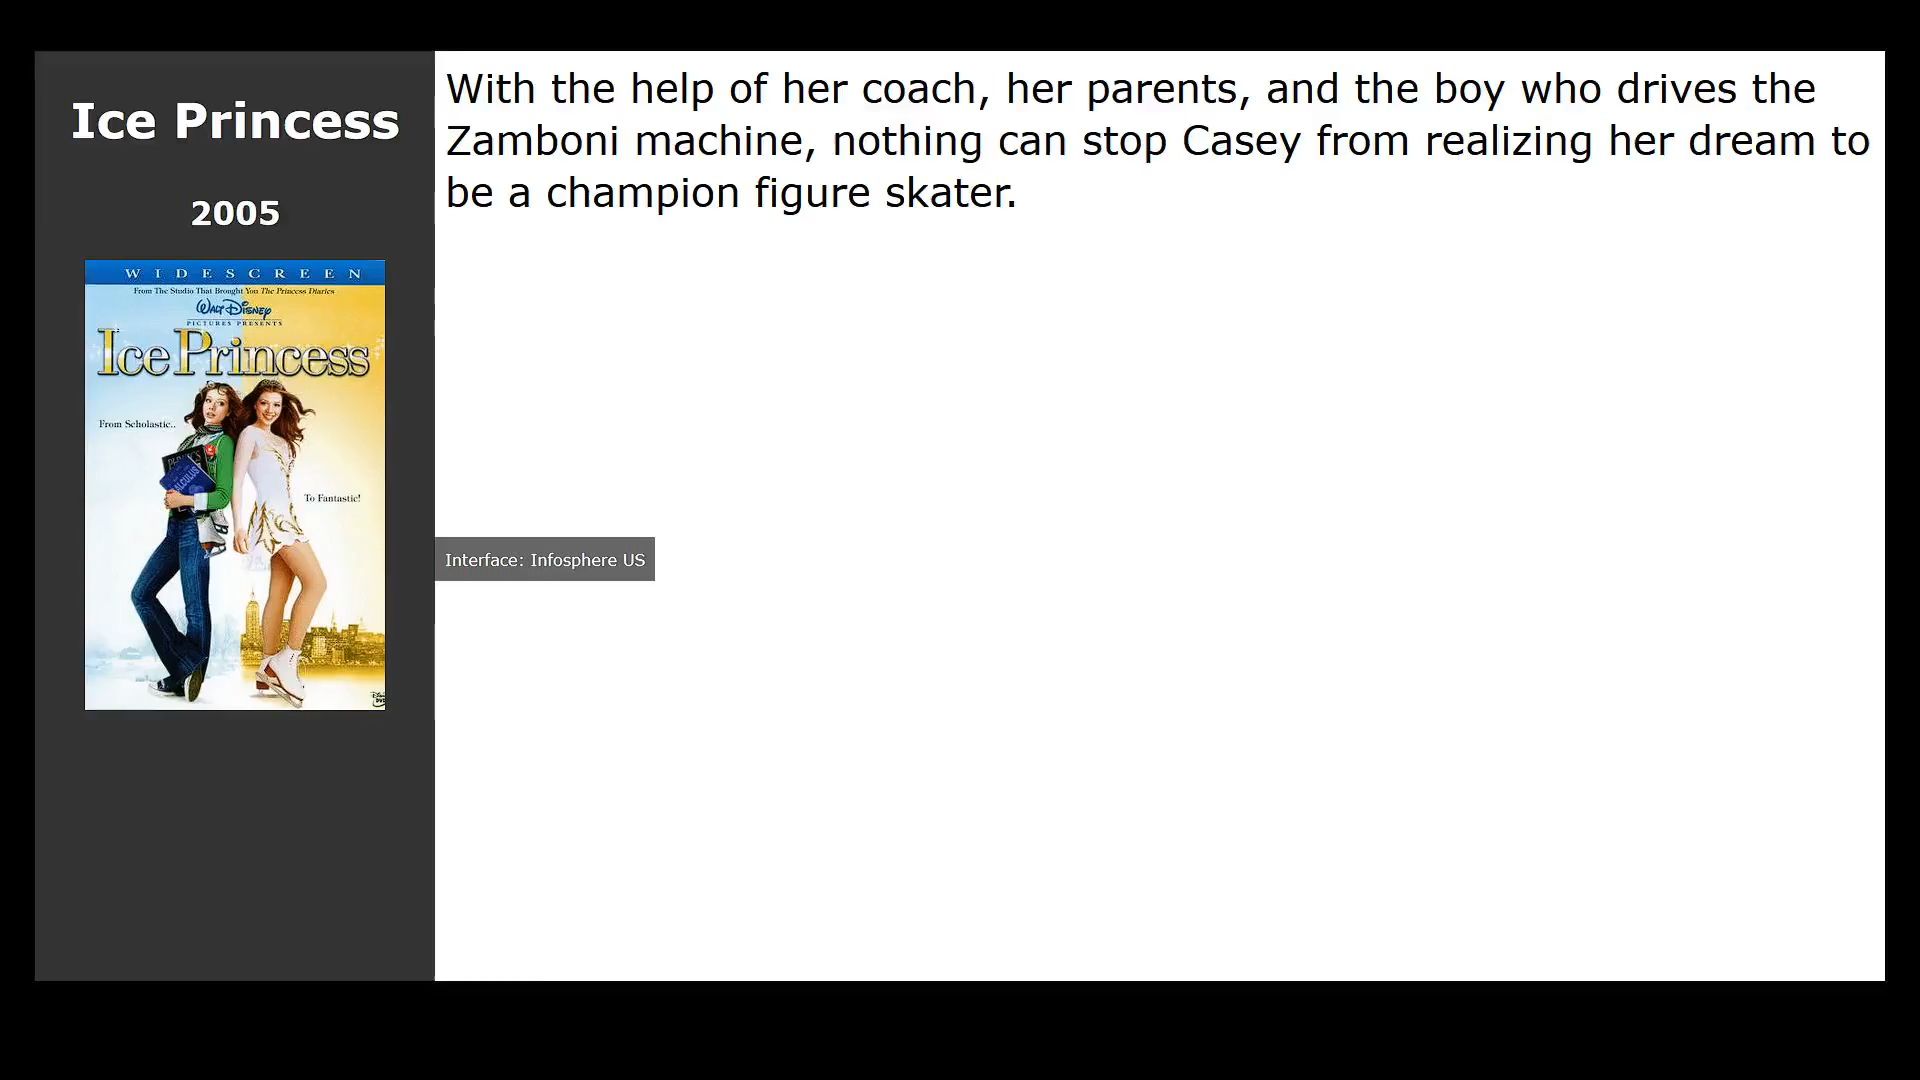 Ice Princess
2005
WIDESCREEN
From The Studio That Brought You The Princess Diaries
WALT DISNEY
PICTURES PRESENTS
Ice Princess
From Scholastic..
CALCULUS
To Fantastic!
With the help of her coach, her parents, and the boy who drives the
Zamboni machine, nothing can stop Casey from realizing her dream to
be a champion figure skater.
Interface: Infosphere US